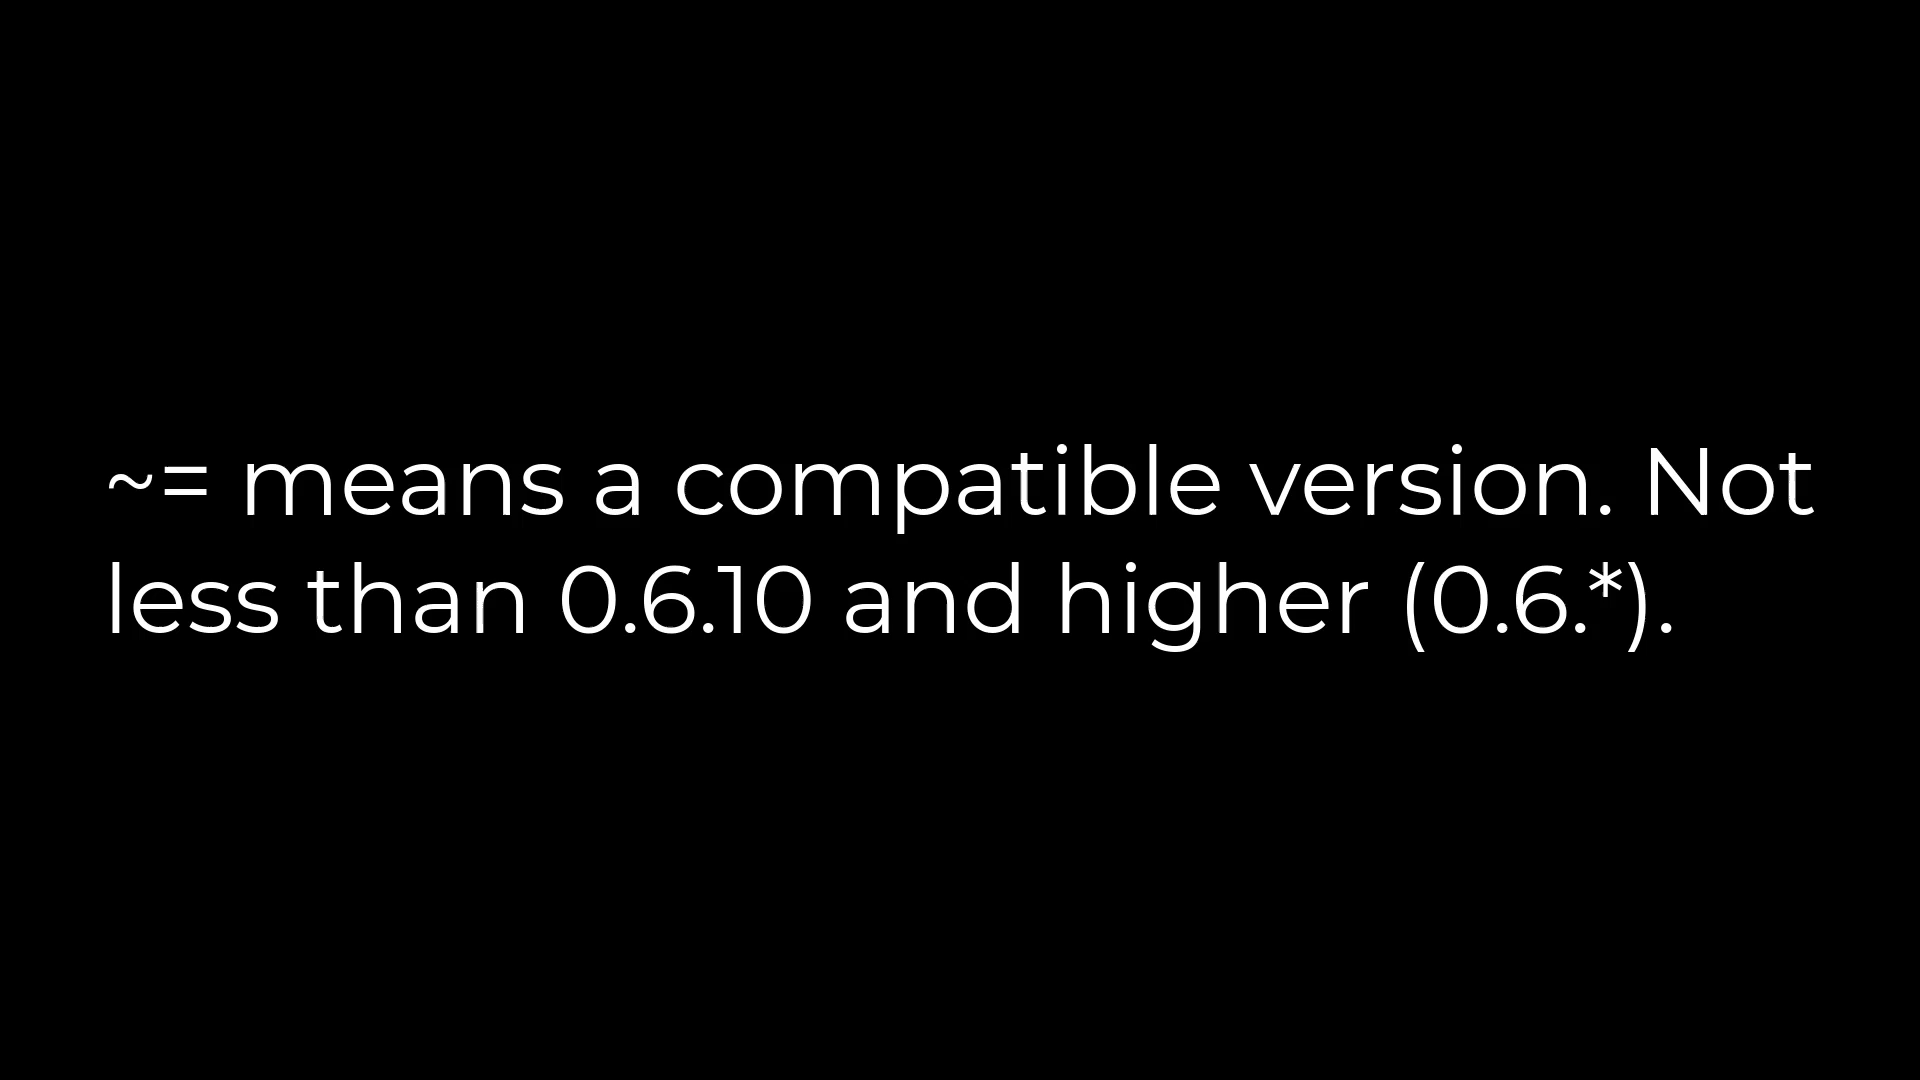 ~= means a compatible version. Not
less than 0.6.10 and higher (0.6.*).